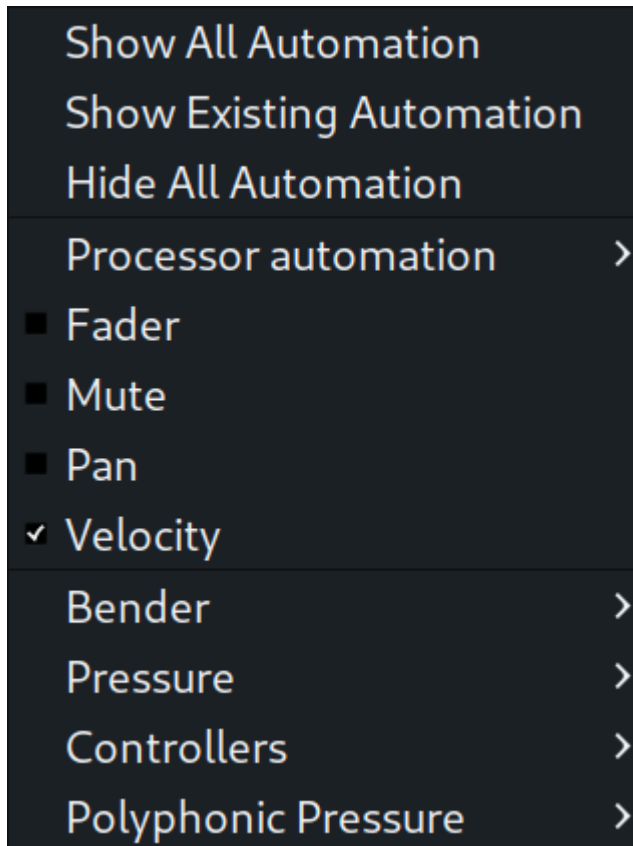 Show All Automation
Show Existing Automation
Hide All Automation
Processor automation
Fader
Mute
Pan
Velocity
Bender
Pressure
Controllers
Polyphonic Pressure